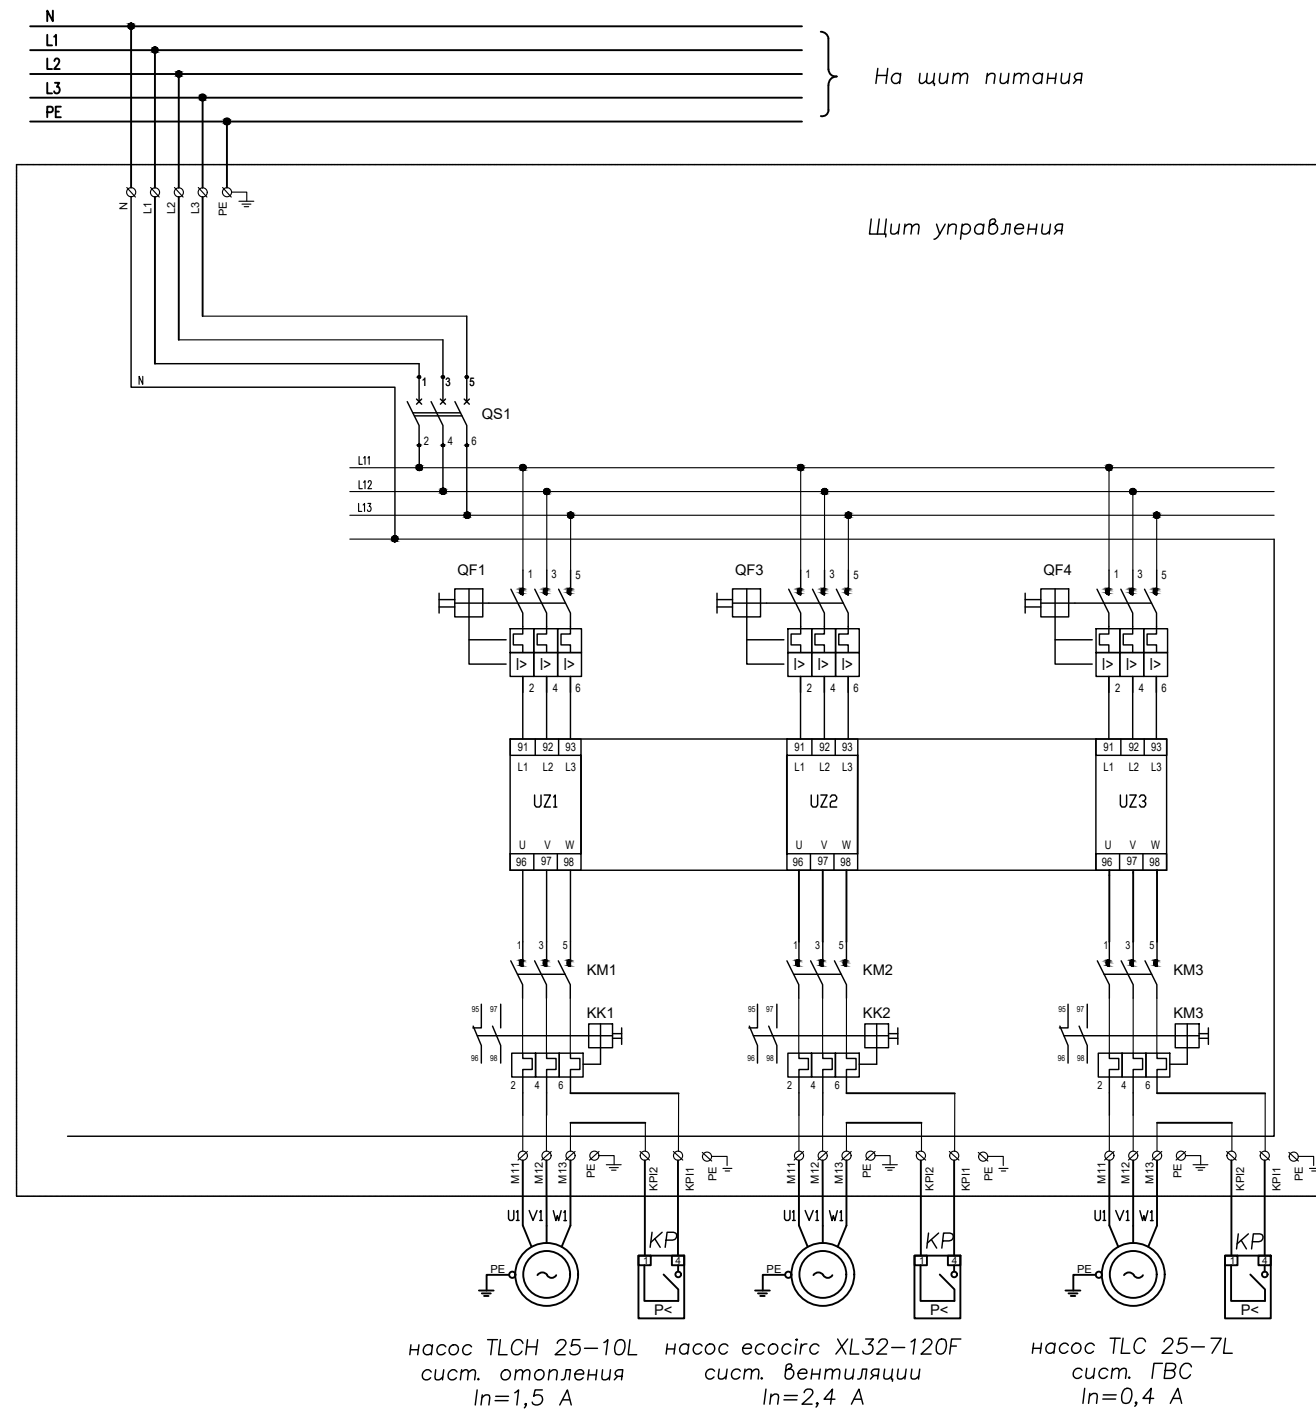 N
L1
L2
L3
PE
На щит питания
N
L1
L2
L3
PE
Щит управления
N
1 3 5
QS1
2 4 6
L11
L12
L13
QF1 1 3 5
QF3 1 3 5
QF4 1 3 5
I> I> I>
I> I> I>
I> I> I>
2 4 6
2 4 6
2 4 6
91 92 93
91 92 93
91 92 93
L1 L2 L3
L1 L2 L3
L1 L2 L3
UZ1
UZ2
UZ3
U V W
U V W
U V W
96 97 98
96 97 98
96 97 98
1 3 5
1 3 5
1 3 5
KM1
KM2
KM3
95 97
KK1
95 97
KK2
95 97
KM3
96 98
96 98
96 98
2 4 6
2 4 6
2 4 6
M11 M12 M13 PE KPI2 KPI1 PE
M11 M12 M13 PE KPI2 KPI1 PE
M11 M12 M13 PE KPI2 KPI1 PE
U1 V1 W1
U1 V1 W1
U1 V1 W1
KP
KP
KP
1 4
1 4
1 4
PE
PE
PE
P<
P<
P<
насос TLCH 25-10L
сист. отопления
In=1,5 А
насос ecocirc XL32-120F
сист. вентиляции
In=2,4 А
насос TLC 25-7L
сист. ГВС
In=0,4 А